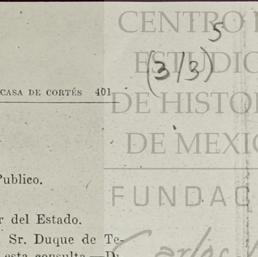 CENTRO
5
ESTUDIO
(3/3)
CASA DE CORTÉS 401
DE HISTOR
DE MEXIC
Publico.
FUNDAC
r del Estado.
Sr. Duque de Te-
esta consulta.—
Carlos